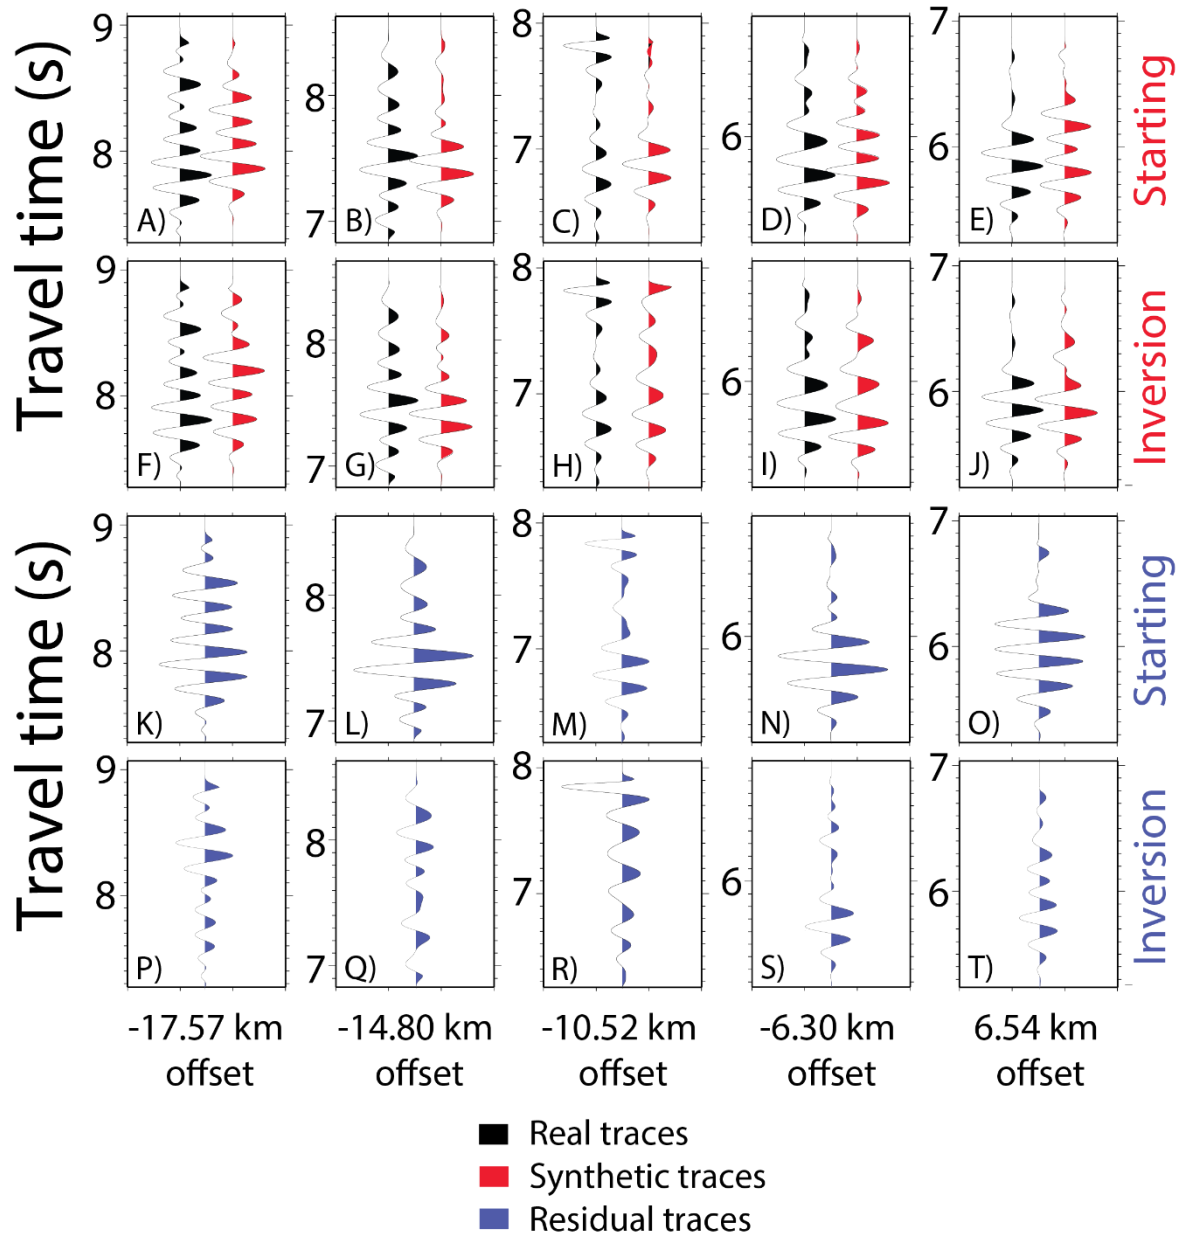 Travel time (s)
9
8
A)
8
7
B)
8
7
C)
6
D)
7
6
E)
Starting
9
8
F)
8
7
G)
8
7
H)
6
I)
7
6
J)
Inversion
Travel time (s)
9
8
K)
8
7
L)
8
7
M)
6
N)
7
6
O)
Starting
9
8
P)
8
7
Q)
8
7
R)
6
S)
7
6
T)
Inversion
-17.57 km
offset
-14.80 km
offset
-10.52 km
offset
-6.30 km
offset
6.54 km
offset
Real traces
Synthetic traces
Residual traces